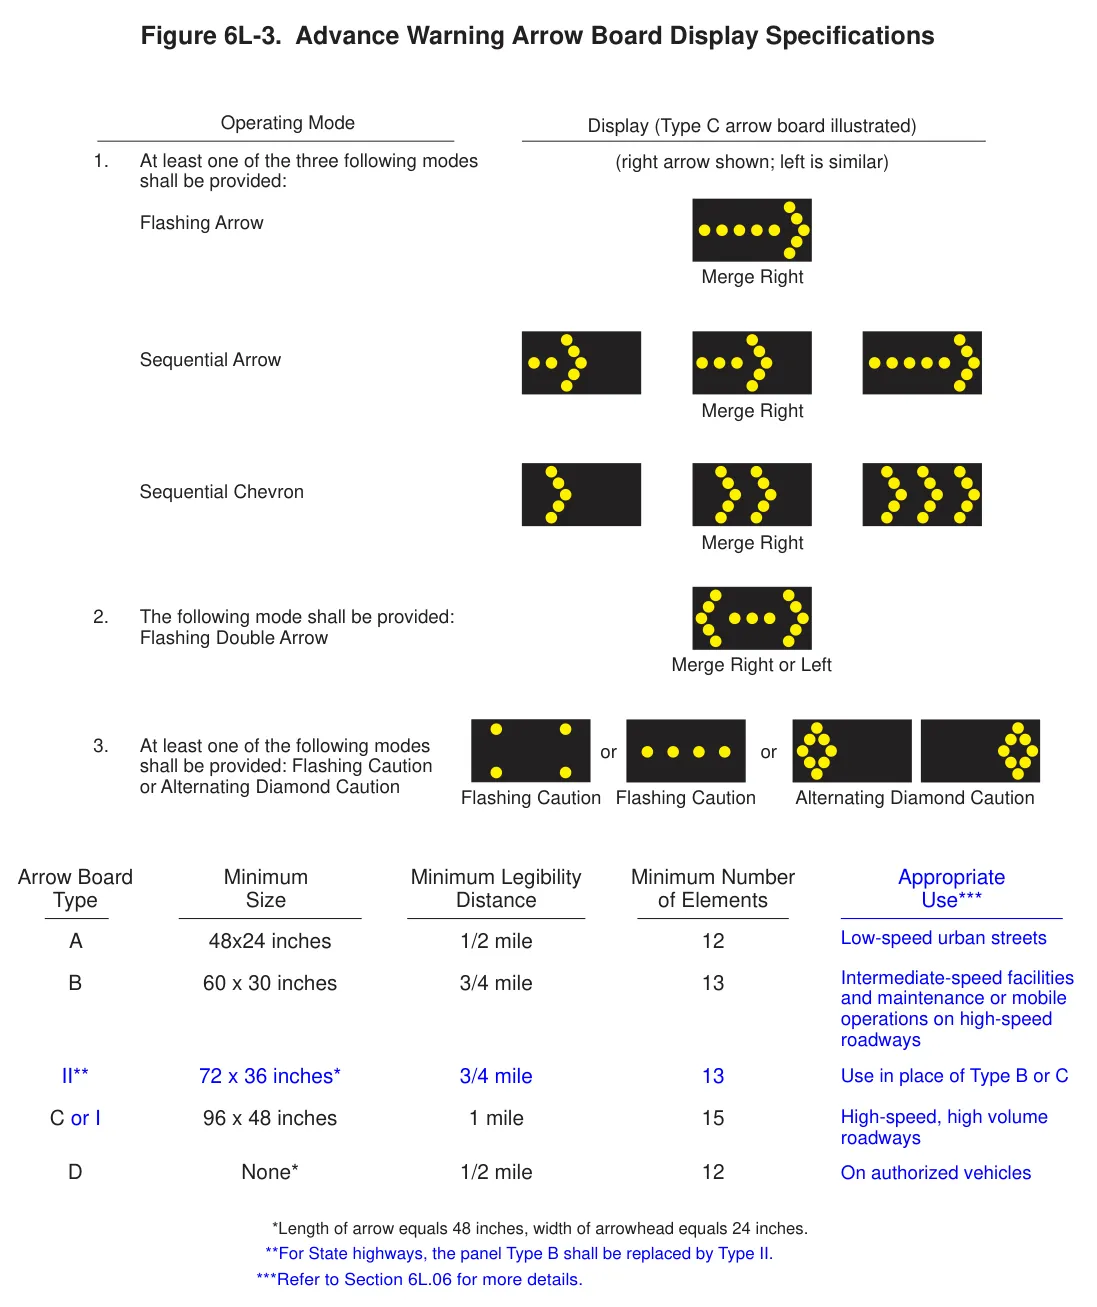 Figure 6L-3.  Advance Warning Arrow Board Display Specifications
Operating Mode
Display (Type C arrow board illustrated)
1. At least one of the three following modes
shall be provided:
(right arrow shown; left is similar)
Flashing Arrow
Merge Right
Sequential Arrow
Merge Right
Sequential Chevron
Merge Right
2. The following mode shall be provided:
Flashing Double Arrow
Merge Right or Left
3. At least one of the following modes
shall be provided: Flashing Caution
or Alternating Diamond Caution
or
or
Flashing Caution
Flashing Caution
Alternating Diamond Caution
Arrow Board Type
Minimum Size
Minimum Legibility Distance
Minimum Number of Elements
Appropriate Use***
A 48x24 inches 1/2 mile 12 Low-speed urban streets
B 60 x 30 inches 3/4 mile 13 Intermediate-speed facilities
and maintenance or mobile
operations on high-speed
roadways
II** 72 x 36 inches* 3/4 mile 13 Use in place of Type B or C
C or I 96 x 48 inches 1 mile 15 High-speed, high volume
roadways
D None* 1/2 mile 12 On authorized vehicles
*Length of arrow equals 48 inches, width of arrowhead equals 24 inches.
**For State highways, the panel Type B shall be replaced by Type II.
***Refer to Section 6L.06 for more details.